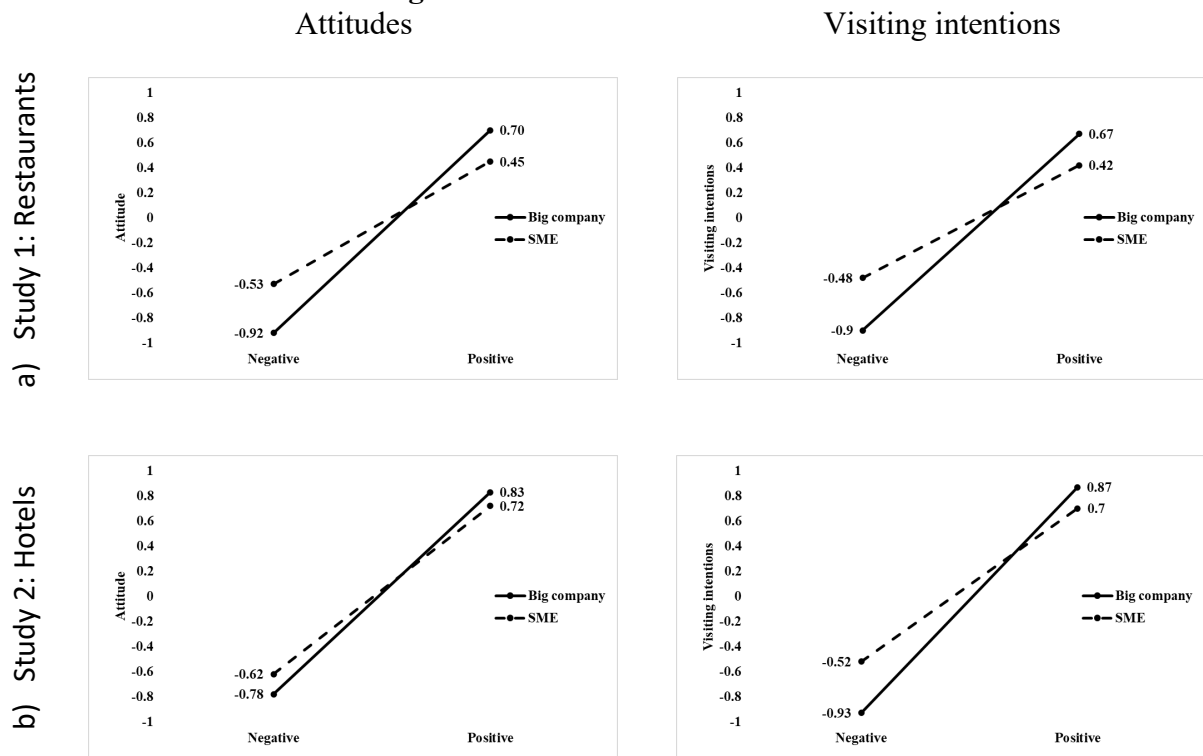 Attitudes
Visiting intentions
a) Study 1: Restaurants
1
0.8
0.6
0.4
0.2
0
-0.2
-0.4
-0.6
-0.8
-1
Attitude
0.70
0.45
-0.53
-0.92
Big company
SME
Negative
Positive
1
0.8
0.6
0.4
0.2
0
-0.2
-0.4
-0.6
-0.8
-1
Visiting intentions
0.67
0.42
-0.48
-0.9
Big company
SME
Negative
Positive
b) Study 2: Hotels
1
0.8
0.6
0.4
0.2
0
-0.2
-0.4
-0.6
-0.8
-1
Attitude
0.83
0.72
-0.62
-0.78
Big company
SME
Negative
Positive
1
0.8
0.6
0.4
0.2
0
-0.2
-0.4
-0.6
-0.8
-1
Visiting intentions
0.87
0.7
-0.52
-0.93
Big company
SME
Negative
Positive